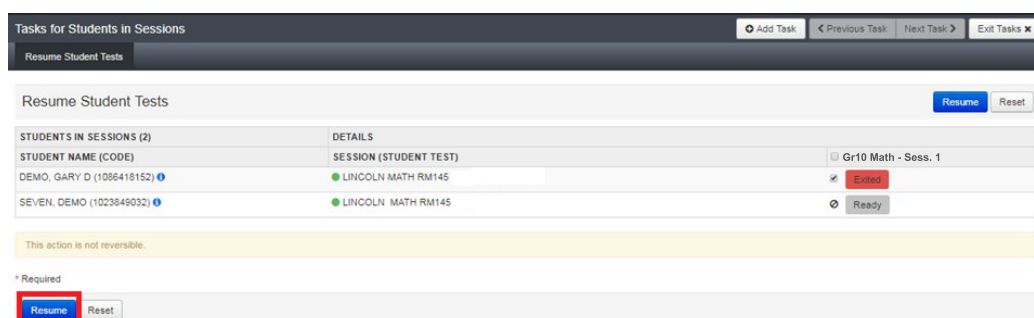 Tasks for Students in Sessions
Add Task
Previous Task
Next Task
Exit Tasks x
Resume Student Tests
Resume Student Tests
Resume
Reset
STUDENTS IN SESSIONS (2)
DETAILS
STUDENT NAME (CODE)
SESSION (STUDENT TEST)
Gr10 Math - Sess. 1
DEMO, GARY D (1086418152)
LINCOLN MATH RM145
Exited
SEVEN, DEMO (1023849032)
LINCOLN MATH RM145
Ready
This action is not reversible.
* Required
Resume
Reset